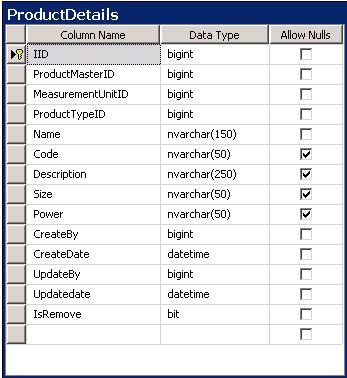 ProductDetails
Column Name Data Type Allow Nulls
IID bigint
ProductMasterID bigint
MeasurementUnitID bigint
ProductTypeID bigint
Name nvarchar(150)
Code nvarchar(50)
Description nvarchar(250)
Size nvarchar(50)
Power nvarchar(50)
CreateBy bigint
CreateDate datetime
UpdateBy bigint
Updatedate datetime
IsRemove bit